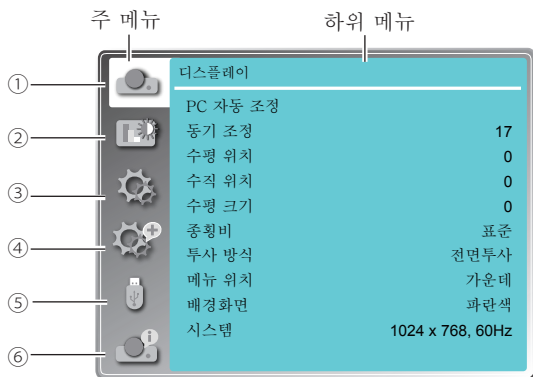 주 메뉴
하위 메뉴
① 디스플레이
PC 자동 조정
② 동기 조정 17
수평 위치 0
③ 수직 위치 0
수평 크기 0
④ 종횡비 표준
투사 방식 전면투사
메뉴 위치 가운데
⑤ 배경화면 파란색
⑥ 시스템 1024 x 768, 60Hz